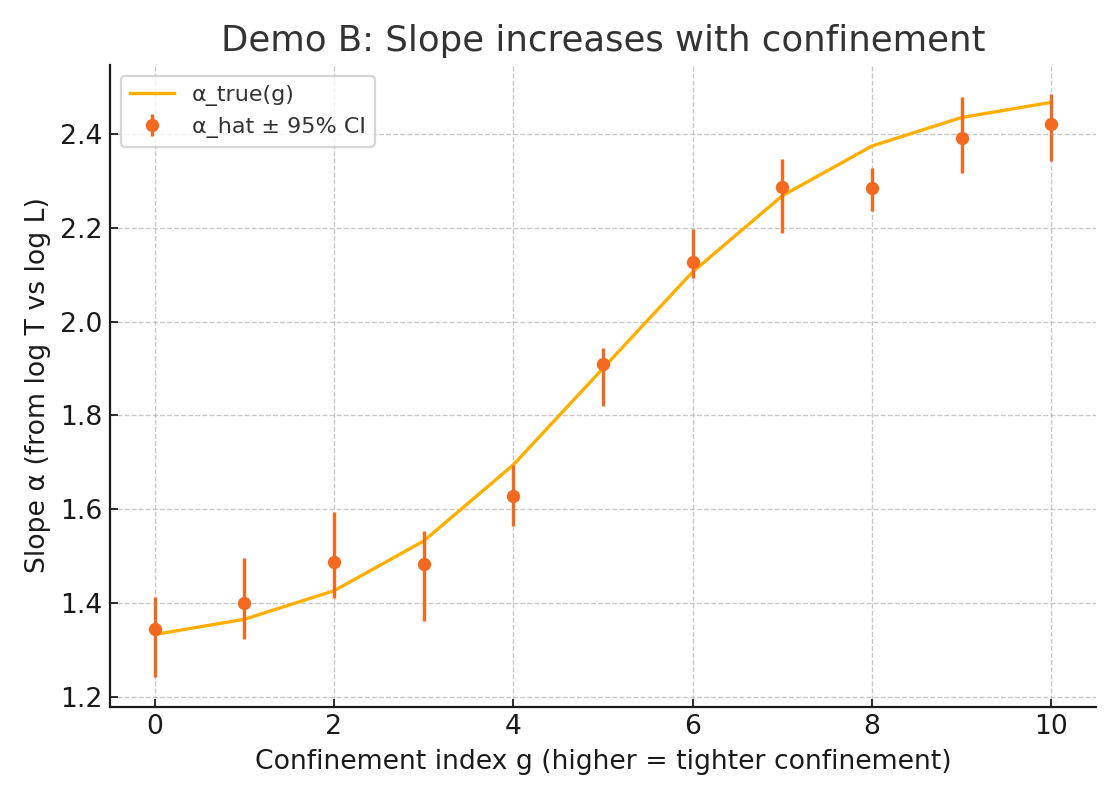 Demo B: Slope increases with confinement
α_true(g)
α_hat ± 95% CI
Slope α (from log T vs log L)
2.4
2.2
2.0
1.8
1.6
1.4
1.2
0 2 4 6 8 10
Confinement index g (higher = tighter confinement)